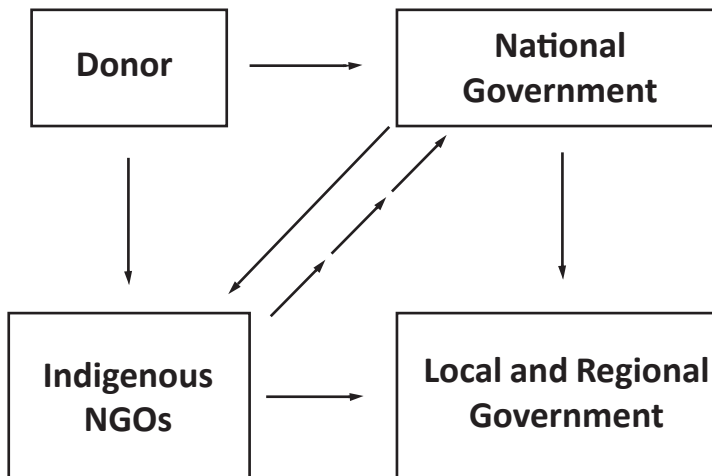 Donor
National
Government
Indigenous
NGOs
Local and Regional
Government